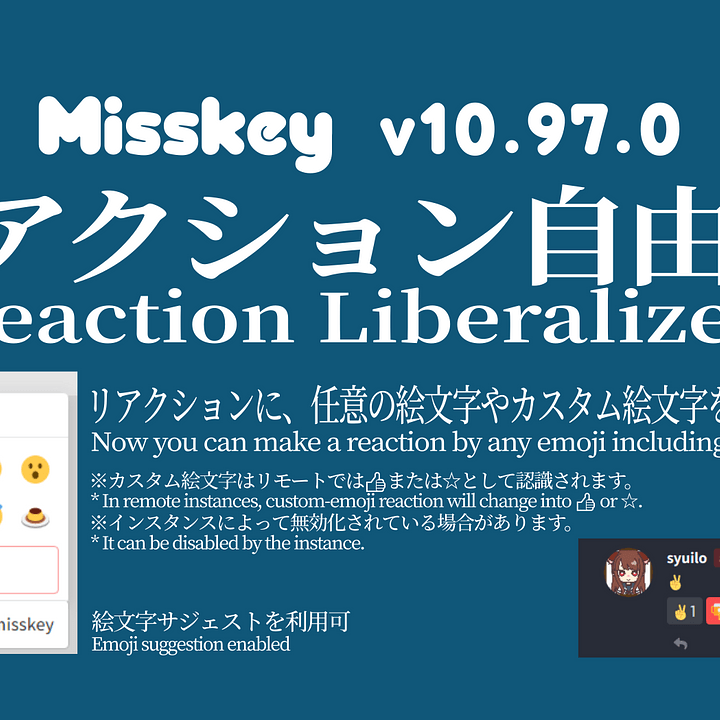 Misskey v10.97.0
アクション自由
eaction Liberalize
リアクションに、任意の絵文字やカスタム絵文字を
Now you can make a reaction by any emoji including
※カスタム絵文字はリモートでは👍または☆として認識されます。
* In remote instances, custom-emoji reaction will change into 👍 or ☆.
※インスタンスによって無効化されている場合があります。
* It can be disabled by the instance.
nisskey
絵文字サジェストを利用可
Emoji suggestion enabled
syuilo
✌1